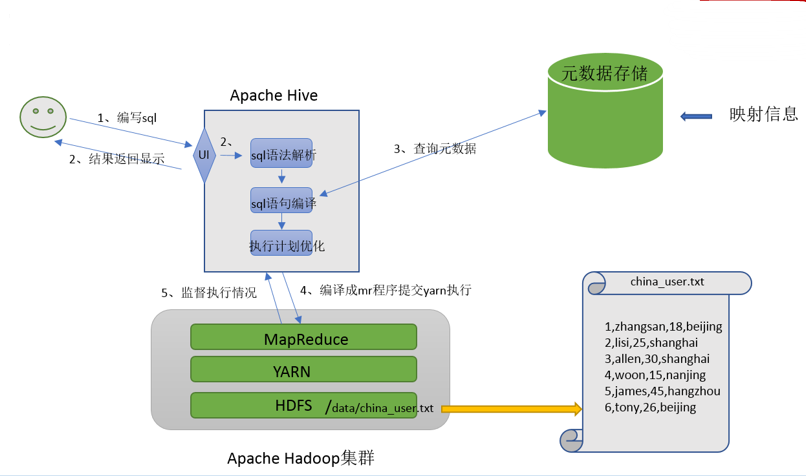 元数据存储
映射信息
Apache Hive
1、编写sql
2、
UI
sql语法解析
2、结果返回显示
3、查询元数据
sql语句编译
执行计划优化
5、监督执行情况
4、编译成mr程序提交yarn执行
china_user.txt
1,zhangsan,18,beijing
2,lisi,25,shanghai
3,allen,30,shanghai
4,woon,15,nanjing
5,james,45,hangzhou
6,tony,26,beijing
MapReduce
YARN
HDFS /data/china_user.txt
Apache Hadoop集群